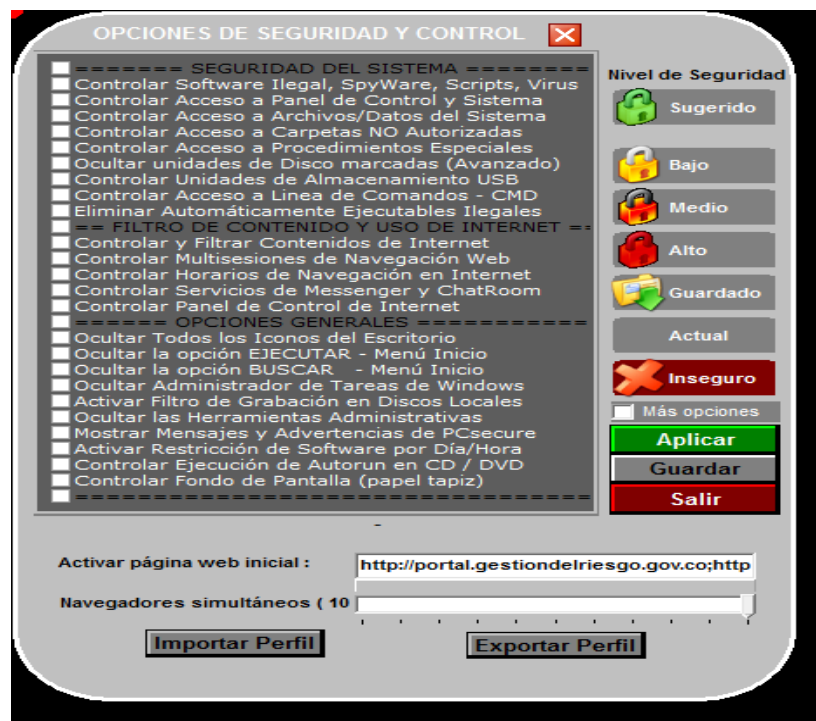 OPCIONES DE SEGURIDAD Y CONTROL
======= SEGURIDAD DEL SISTEMA ========
Controlar Software Ilegal, SpyWare, Scripts, Virus
Controlar Acceso a Panel de Control y Sistema
Controlar Acceso a Archivos/Datos del Sistema
Controlar Acceso a Carpetas NO Autorizadas
Controlar Acceso a Procedimientos Especiales
Ocultar unidades de Disco marcadas (Avanzado)
Controlar Unidades de Almacenamiento USB
Controlar Acceso a Linea de Comandos - CMD
Eliminar Automáticamente Ejecutables Ilegales
== FILTRO DE CONTENIDO Y USO DE INTERNET ==
Controlar y Filtrar Contenidos de Internet
Controlar Multisesiones de Navegación Web
Controlar Horarios de Navegación en Internet
Controlar Servicios de Messenger y ChatRoom
Controlar Panel de Control de Internet
====== OPCIONES GENERALES ===========
Ocultar Todos los Iconos del Escritorio
Ocultar la opción EJECUTAR - Menú Inicio
Ocultar la opción BUSCAR - Menú Inicio
Ocultar Administrador de Tareas de Windows
Activar Filtro de Grabación en Discos Locales
Ocultar las Herramientas Administrativas
Mostrar Mensajes y Advertencias de PCsecure
Activar Restricción de Software por Día/Hora
Controlar Ejecución de Autorun en CD / DVD
Controlar Fondo de Pantalla (papel tapiz)
=================================
Nivel de Seguridad
Sugerido
Bajo
Medio
Alto
Guardado
Actual
Inseguro
Más opciones
Aplicar
Guardar
Salir
-
Activar página web inicial :
http://portal.gestiondelriesgo.gov.co;http
Navegadores simultáneos ( 10
Importar Perfil
Exportar Perfil